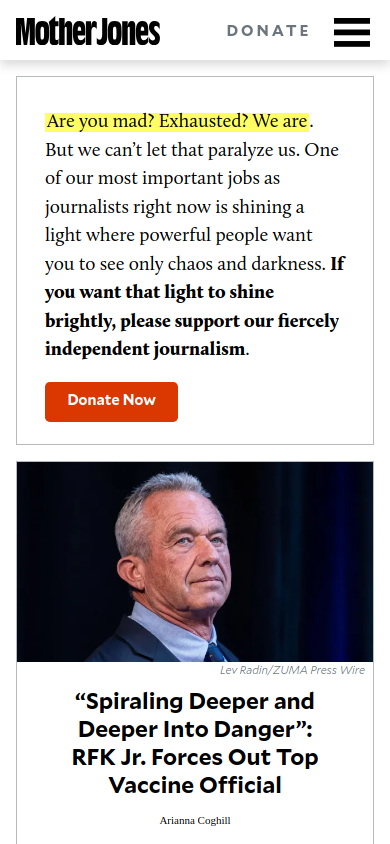 Mother Jones
DONATE
Are you mad? Exhausted? We are.
But we can’t let that paralyze us. One
of our most important jobs as
journalists right now is shining a
light where powerful people want
you to see only chaos and darkness. If
you want that light to shine
brightly, please support our fiercely
independent journalism.
Donate Now
Lev Radin/ZUMA Press Wire
“Spiraling Deeper and
Deeper Into Danger”:
RFK Jr. Forces Out Top
Vaccine Official
Arianna Coghill